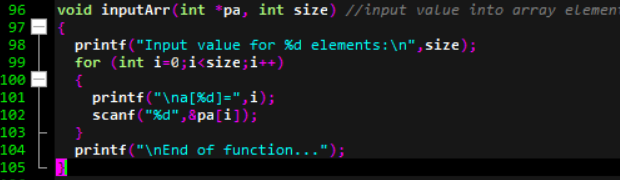 96 void inputArr(int *pa, int size) //input value into array elemen
97 {
98 printf("Input value for %d elements:\n",size);
99 for (int i=0;i<size;i++)
100 {
101 printf("\na[%d]=",i);
102 scanf("%d",&pa[i]);
103 }
104 printf("\nEnd of function...");
105 }